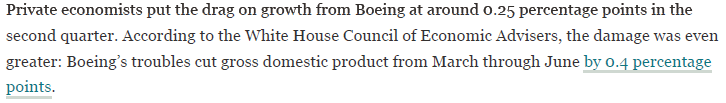 Private economists put the drag on growth from Boeing at around 0.25 percentage points in the
second quarter. According to the White House Council of Economic Advisers, the damage was even
greater: Boeing’s troubles cut gross domestic product from March through June by 0.4 percentage
points.